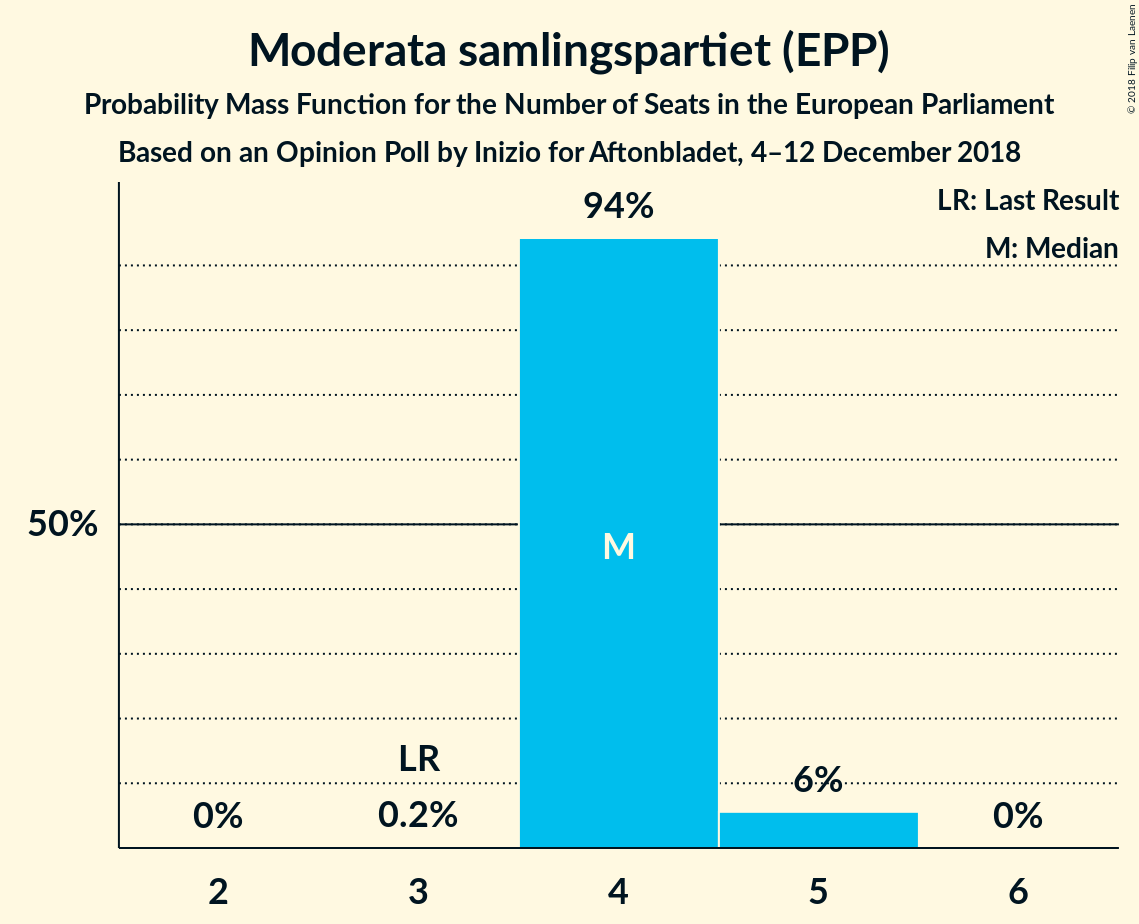 Moderata samlingspartiet (EPP)
Probability Mass Function for the Number of Seats in the European Parliament
Based on an Opinion Poll by Inizio for Aftonbladet, 4–12 December 2018
© 2018 Filip van Laenen
LR: Last Result
M: Median
94%
50%
M
LR
6%
0%
0.2%
0%
2
3
4
5
6